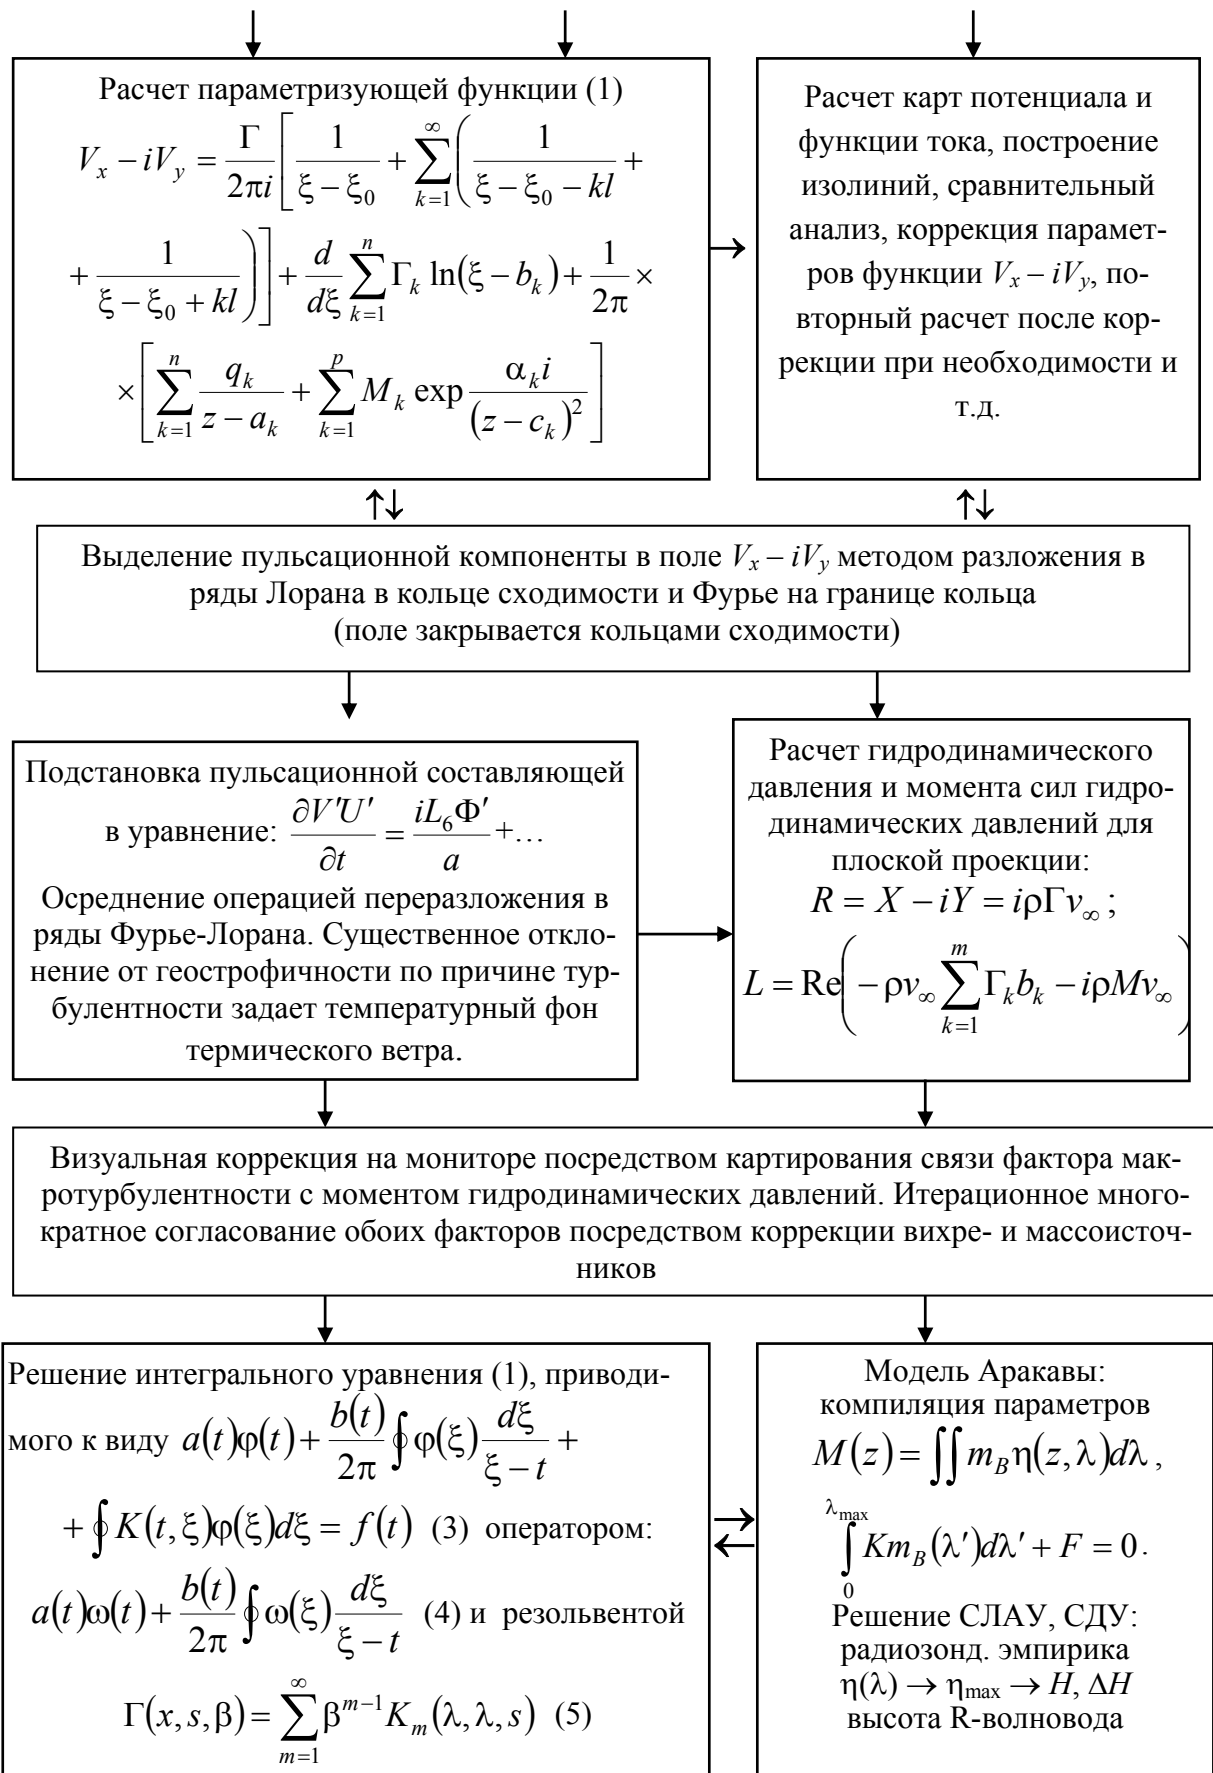 Расчет параметризующей функции (1)
V_x – iV_y = Γ/2πi [ 1/(ξ – ξ_0) + ∑_{k=1}^{∞} ( 1/(ξ – ξ_0 – kl) +
+ 1/(ξ – ξ_0 + kl) ) ] + d/dξ ∑_{k=1}^{n} Γ_k ln(ξ – b_k) + 1/2π ×
× [ ∑_{k=1}^{n} q_k/(z – a_k) + ∑_{k=1}^{p} M_k exp α_k i/(z – c_k)^2 ]
Расчет карт потенциала и
функции тока, построение
изолиний, сравнительный
анализ, коррекция парамет-
ров функции V_x – iV_y, по-
вторный расчет после кор-
рекции при необходимости и
т.д.
↑↓ ↑↓
Выделение пульсационной компоненты в поле V_x – iV_y методом разложения в
ряды Лорана в кольце сходимости и Фурье на границе кольца
(поле закрывается кольцами сходимости)
Подстановка пульсационной составляющей
в уравнение: ∂V′U′/∂t = iL_6Φ′/a +…
Осреднение операцией переразложения в
ряды Фурье-Лорана. Существенное откло-
нение от геострофичности по причине тур-
булентности задает температурный фон
термического ветра.
Расчет гидродинамического
давления и момента сил гидро-
динамических давлений для
плоской проекции:
R = X – iY = iρΓv_∞ ;
L = Re( – ρv_∞ ∑_{k=1}^{m} Γ_k b_k – iρMv_∞ )
Визуальная коррекция на мониторе посредством картирования связи фактора мак-
ротурбулентности с моментом гидродинамических давлений. Итерационное много-
кратное согласование обоих факторов посредством коррекции вихре- и массоисточ-
ников
Решение интегрального уравнения (1), приводи-
мого к виду a(t)φ(t) + b(t)/2π ∮ φ(ξ) dξ/(ξ – t) +
+ ∮ K(t, ξ)φ(ξ)dξ = f(t) (3) оператором:
a(t)ω(t) + b(t)/2π ∮ ω(ξ) dξ/(ξ – t) (4) и резольвентой
Γ(x, s, β) = ∑_{m=1}^{∞} β^{m–1} K_m(λ, λ, s) (5)
Модель Аракавы:
компиляция параметров
M(z) = ∬ m_B η(z, λ)dλ ,
∫_0^{λ_max} Km_B(λ′)dλ′ + F = 0 .
Решение СЛАУ, СДУ:
радиозонд. эмпирика
η(λ) → η_max → H, ΔH
высота R-волновода